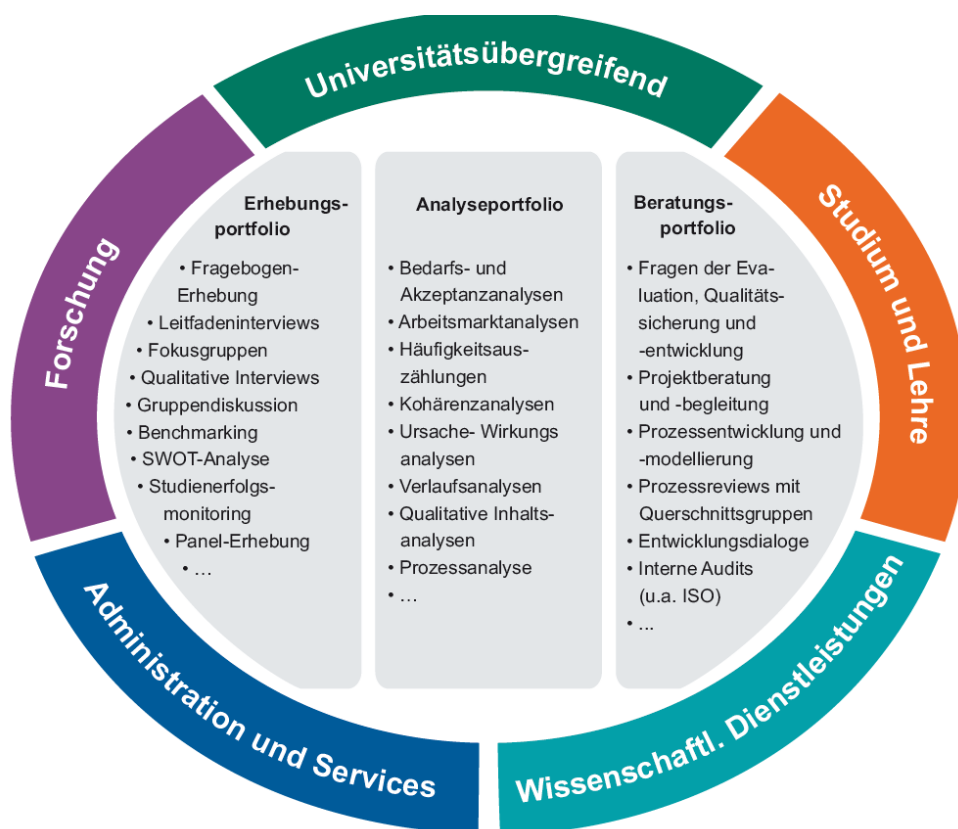 Universitätsübergreifend
Studium und Lehre
Wissenschaftl. Dienstleistungen
Administration und Services
Forschung
Erhebungs-
portfolio
• Fragebogen-
Erhebung
• Leitfadeninterviews
• Fokusgruppen
• Qualitative Interviews
• Gruppendiskussion
• Benchmarking
• SWOT-Analyse
• Studienerfolgs-
monitoring
• Panel-Erhebung
• …
Analyseportfolio
• Bedarfs- und
Akzeptanzanalysen
• Arbeitsmarktanalysen
• Häufigkeitsaus-
zählungen
• Kohärenzanalysen
• Ursache- Wirkungs
analysen
• Verlaufsanalysen
• Qualitative Inhalts-
analysen
• Prozessanalyse
• …
Beratungs-
portfolio
• Fragen der Eva-
luation, Qualitäts-
sicherung und
-entwicklung
• Projektberatung
und -begleitung
• Prozessentwicklung und
-modellierung
• Prozessreviews mit
Querschnittsgruppen
• Entwicklungsdialoge
• Interne Audits
(u.a. ISO)
• ...